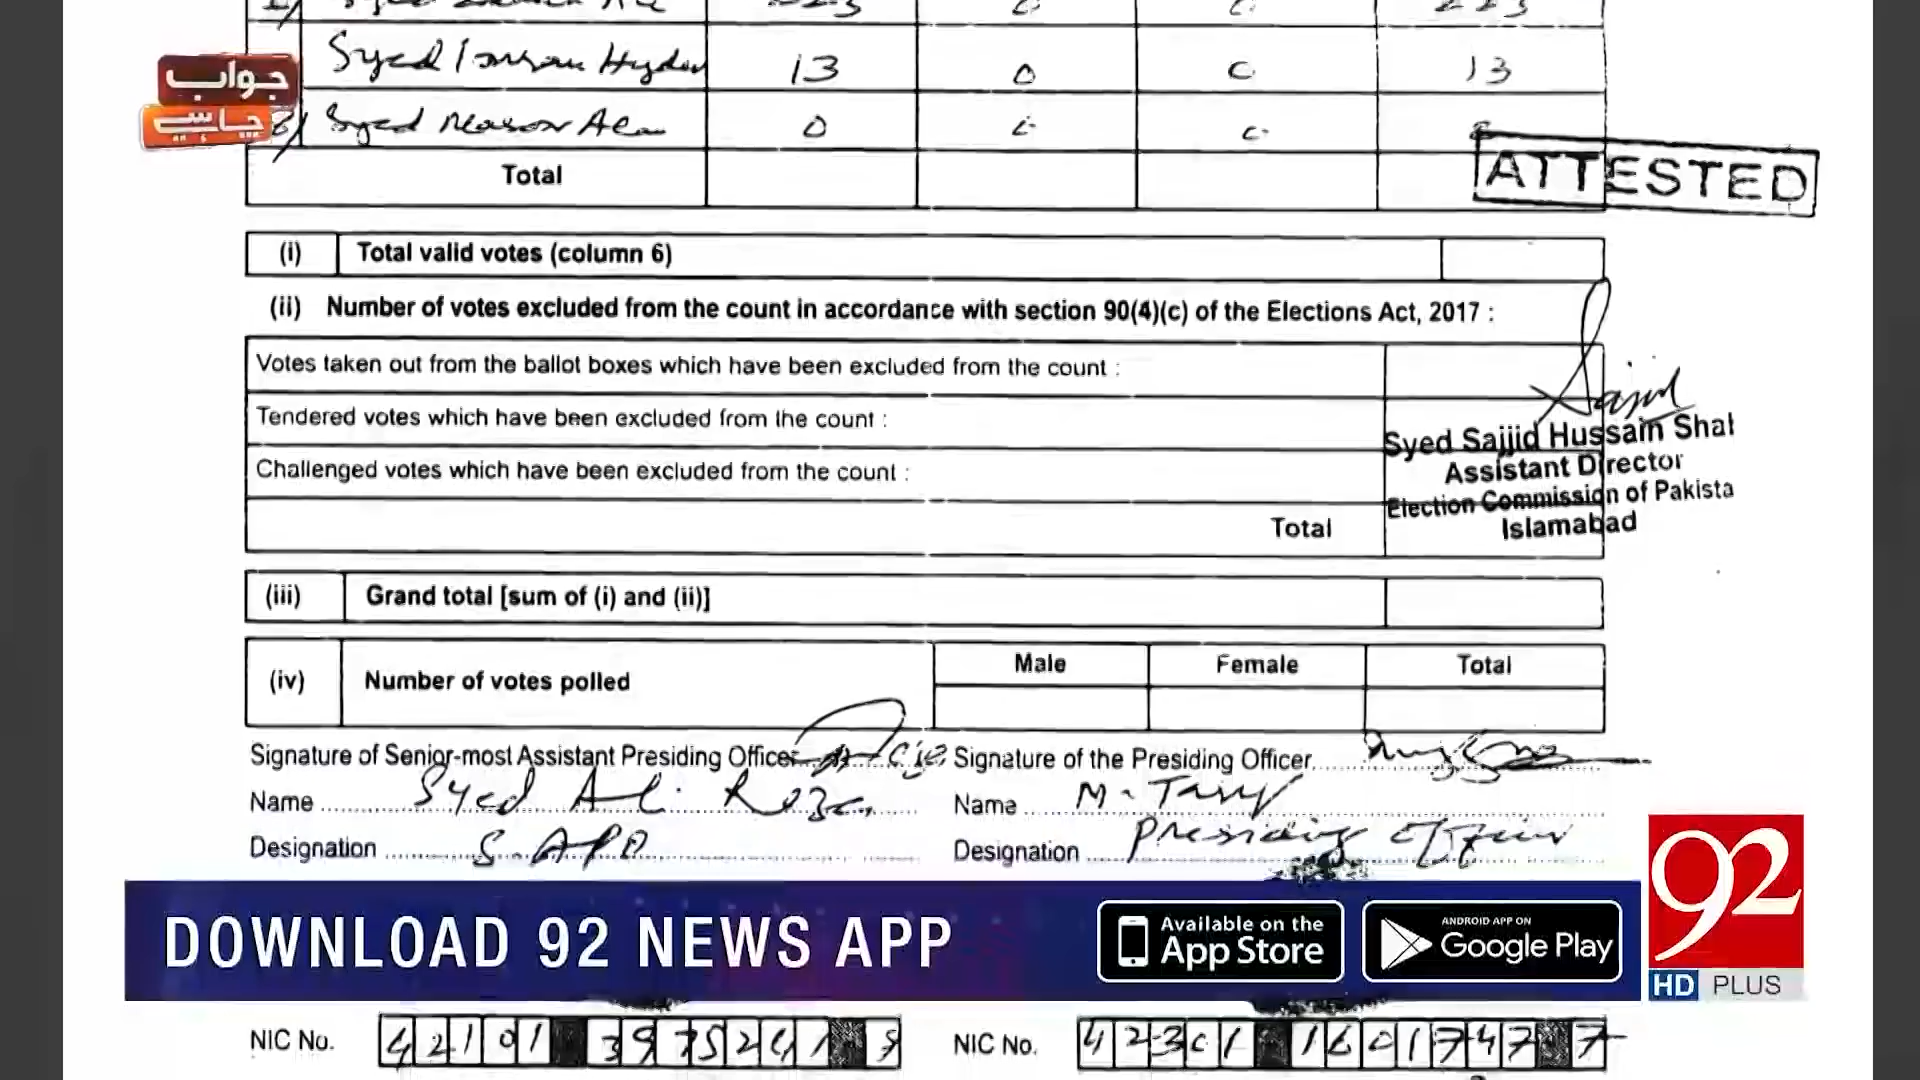 Syed Imran Hyder 13 0 0 13
Syed 0 0 0
جواب
چاہیے
Total
ATTESTED
(i) Total valid votes (column 6)
(ii) Number of votes excluded from the count in accordance with section 90(4)(c) of the Elections Act, 2017 :
Votes taken out from the ballot boxes which have been excluded from the count :
Tendered votes which have been excluded from the count :
Challenged votes which have been excluded from the count :
Syed Sajjid Hussain Shal
Assistant Director
Election Commission of Pakista
Islamabad
Total
(iii) Grand total [sum of (i) and (ii)]
Male Female Total
(iv) Number of votes polled
Signature of Senior-most Assistant Presiding Officer
Signature of the Presiding Officer
Name Syed Ali Raza
Name M. Tariq
Designation S. APO
Designation Presiding Officer
DOWNLOAD 92 NEWS APP
Available on the
App Store
ANDROID APP ON
Google Play
92
HD PLUS
NIC No.
NIC No.